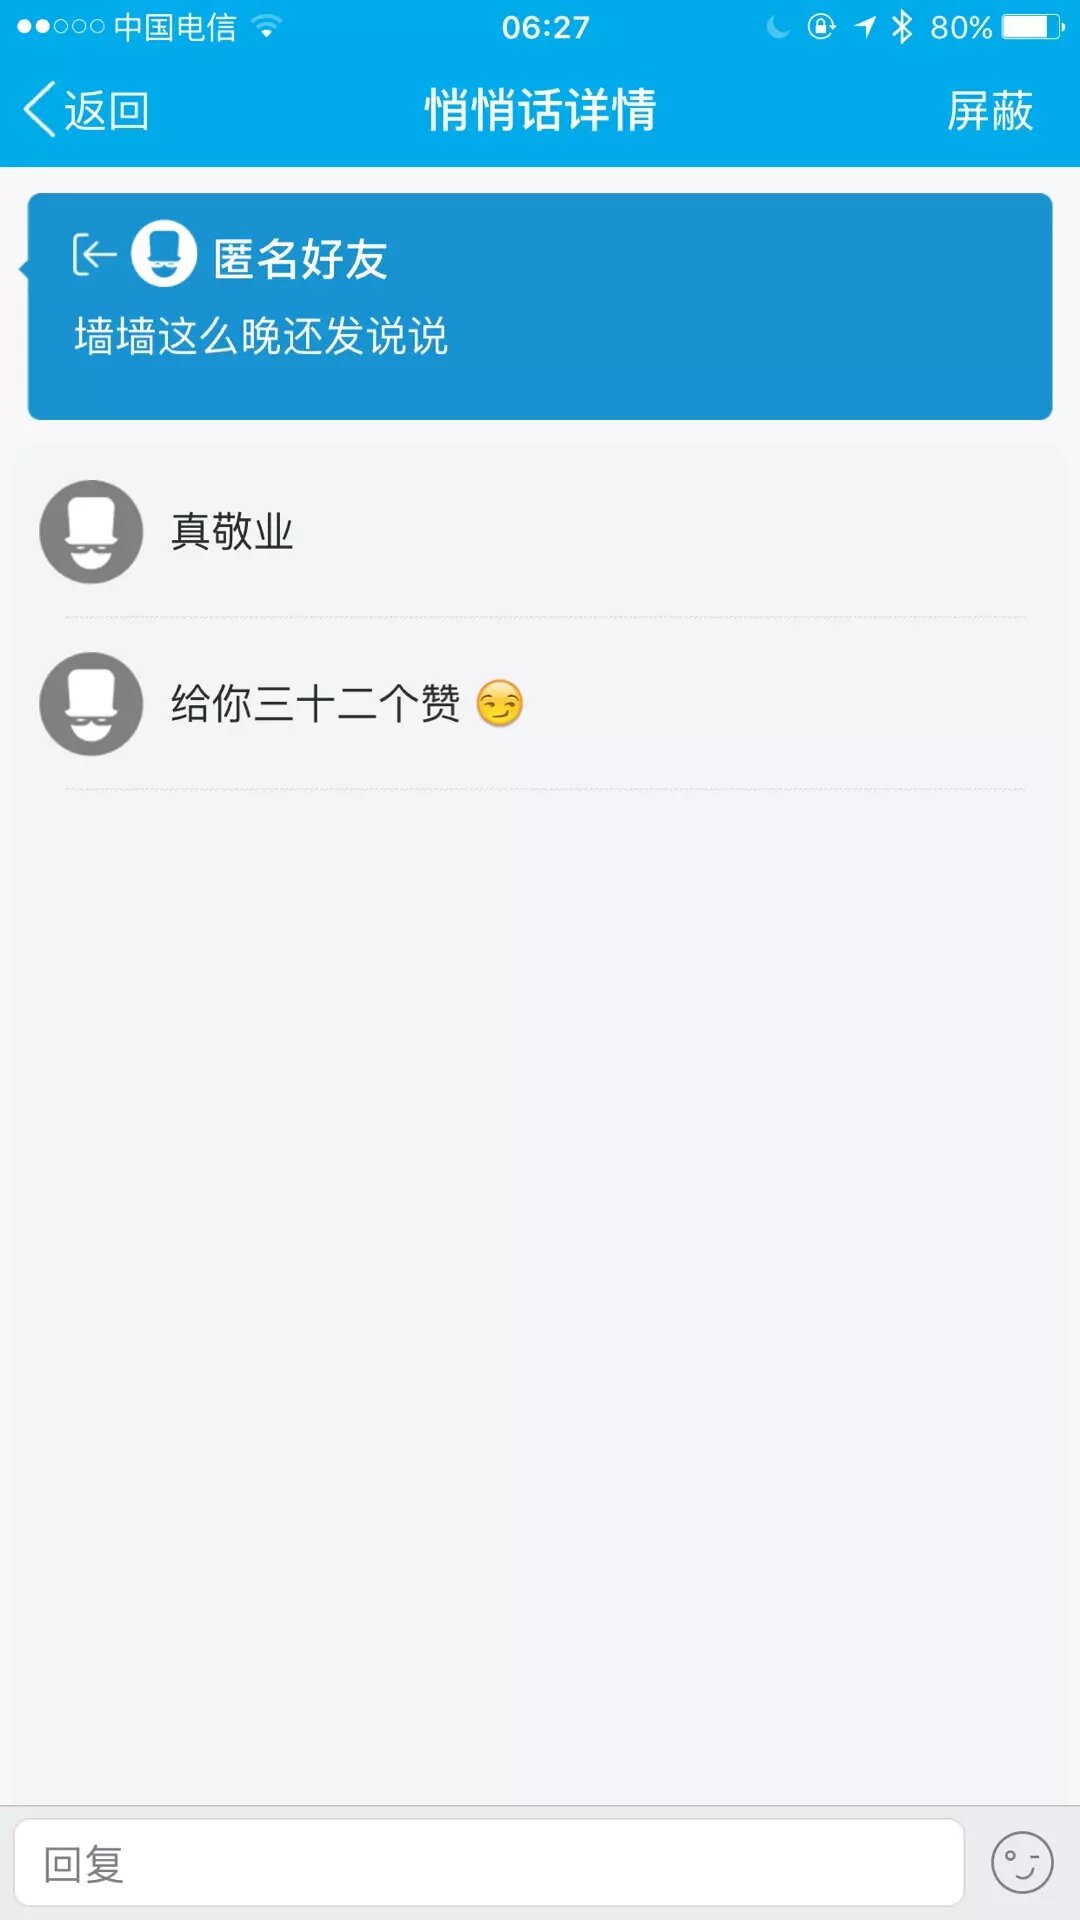 中国电信 06:27 80%
返回 悄悄话详情 屏蔽
匿名好友
墙墙这么晚还发说说
真敬业
给你三十二个赞 😏
回复